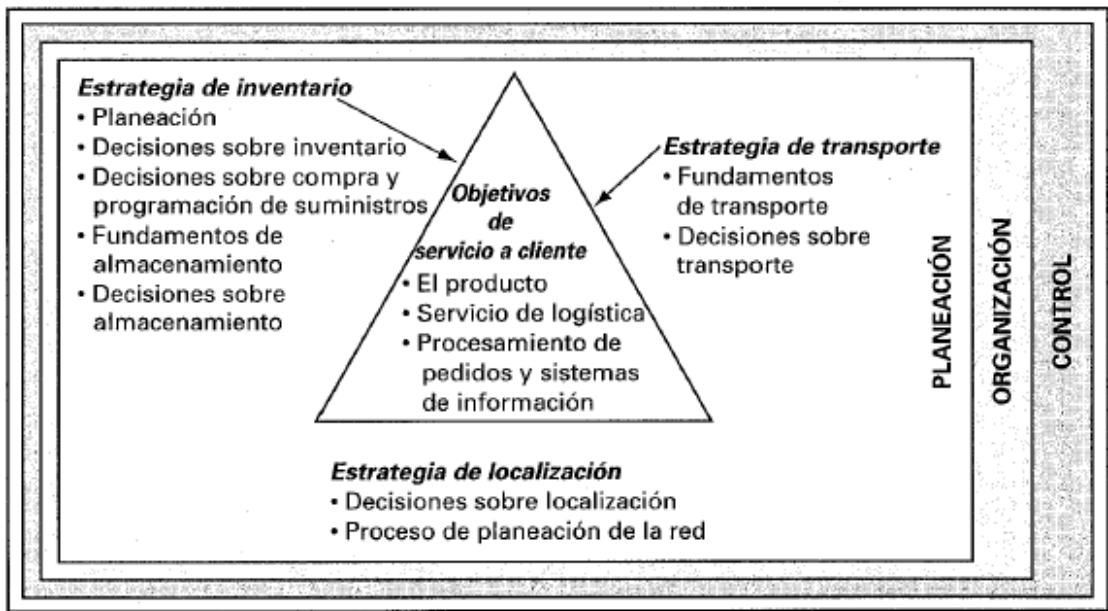 Estrategia de inventario
• Planeación
• Decisiones sobre inventario
• Decisiones sobre compra y
programación de suministros
• Fundamentos de
almacenamiento
• Decisiones sobre
almacenamiento
Objetivos
de
servicio a cliente
• El producto
• Servicio de logística
• Procesamiento de
pedidos y sistemas
de información
Estrategia de transporte
• Fundamentos
de transporte
• Decisiones sobre
transporte
Estrategia de localización
• Decisiones sobre localización
• Proceso de planeación de la red
PLANEACIÓN
ORGANIZACIÓN
CONTROL